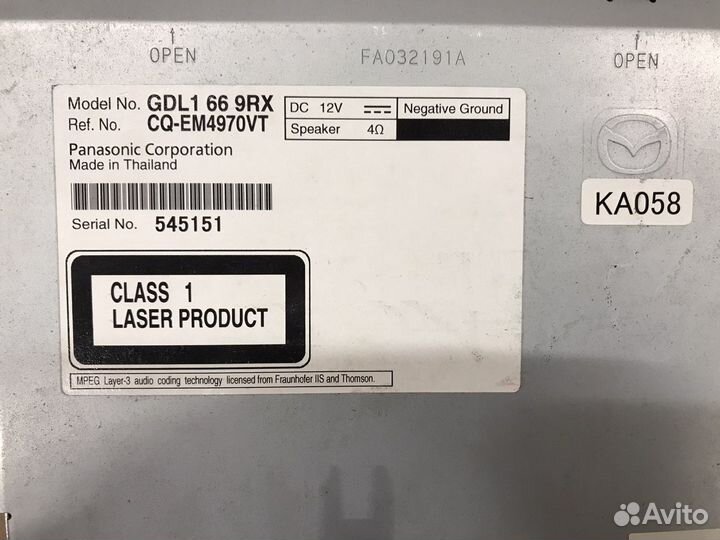 OPEN
FA032191A
OPEN
Model No. GDL1 66 9RX
Ref. No. CQ-EM4970VT
DC 12V
Negative Ground
Speaker 4Ω
Panasonic Corporation
Made in Thailand
Serial No. 545151
KA058
CLASS 1
LASER PRODUCT
MPEG Layer-3 audio coding technology licensed from Fraunhofer IIS and Thomson.
Avito